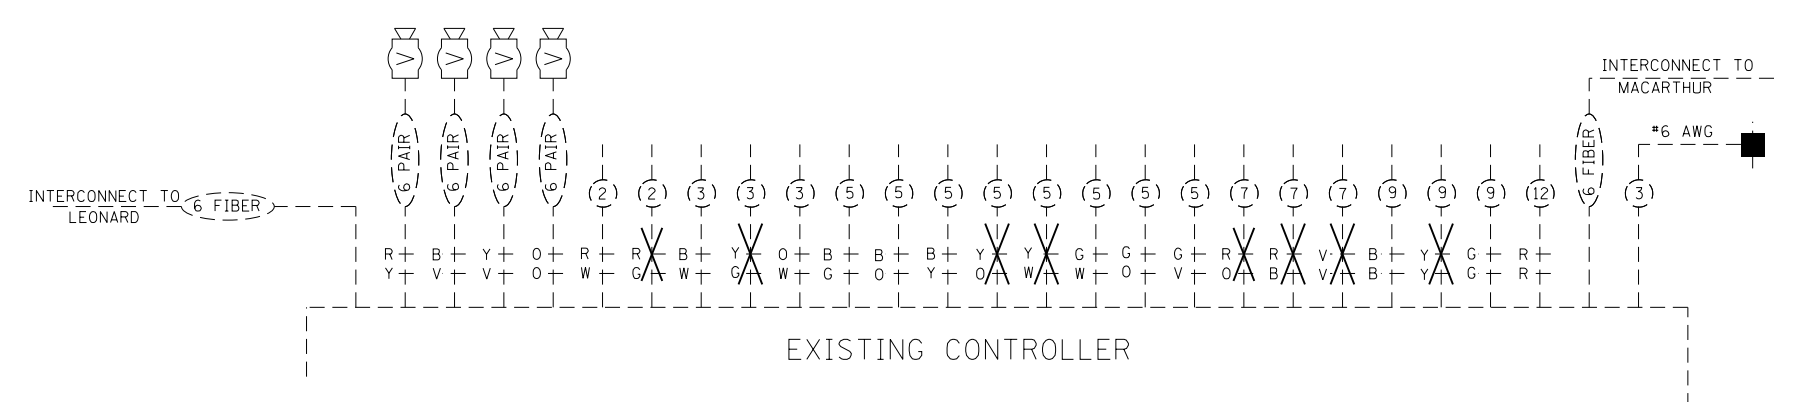 V V V V
INTERCONNECT TO
MACARTHUR
6 PAIR 6 PAIR 6 PAIR 6 PAIR
6 FIBER
#6 AWG
INTERCONNECT TO
LEONARD
6 FIBER
2 2 3 3 3 5 5 5 5 5 5 5 5 7 7 7 9 9 9 12 3
R B Y O R R B Y O B B B Y Y G G G R R V B Y G R
Y V V O W G W G W G O Y O W W O V O B V B Y G R
EXISTING CONTROLLER